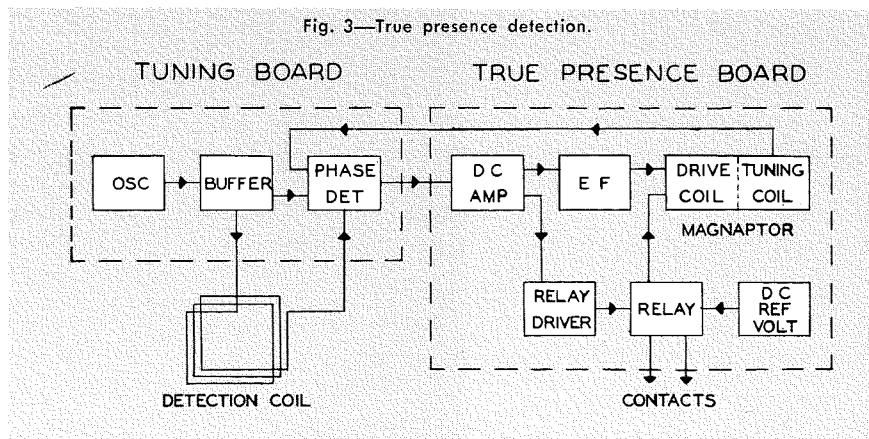 Fig. 3—True presence detection.
TUNING BOARD
TRUE PRESENCE BOARD
OSC
BUFFER
PHASE
DET
D C
AMP
E F
DRIVE
COIL
TUNING
COIL
MAGNAPTOR
RELAY
DRIVER
RELAY
D C
REF
VOLT
DETECTION COIL
CONTACTS